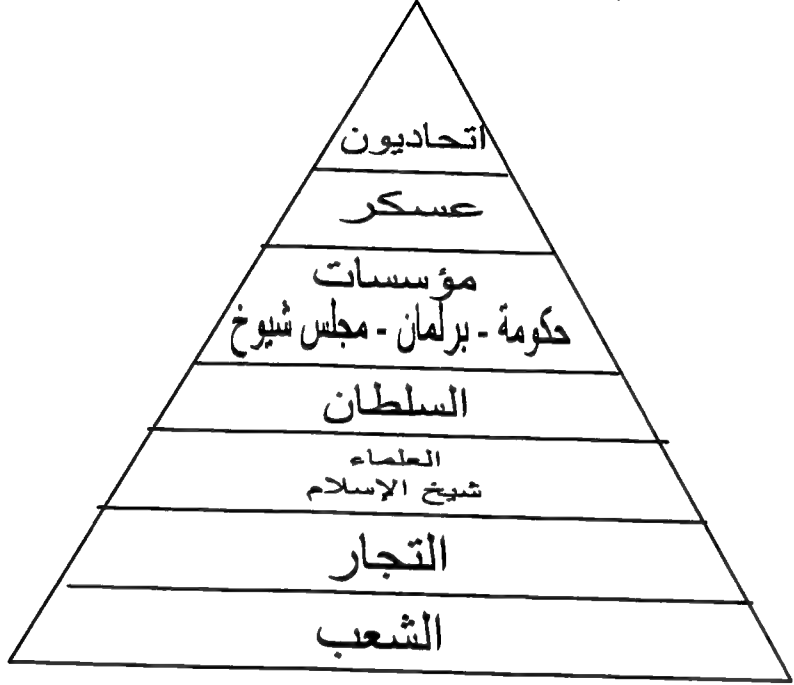 اتحاديون
عسكر
مؤسسات
حكومة - برلمان - مجلس شيوخ
السلطان
العلماء
شيخ الإسلام
التجار
الشعب